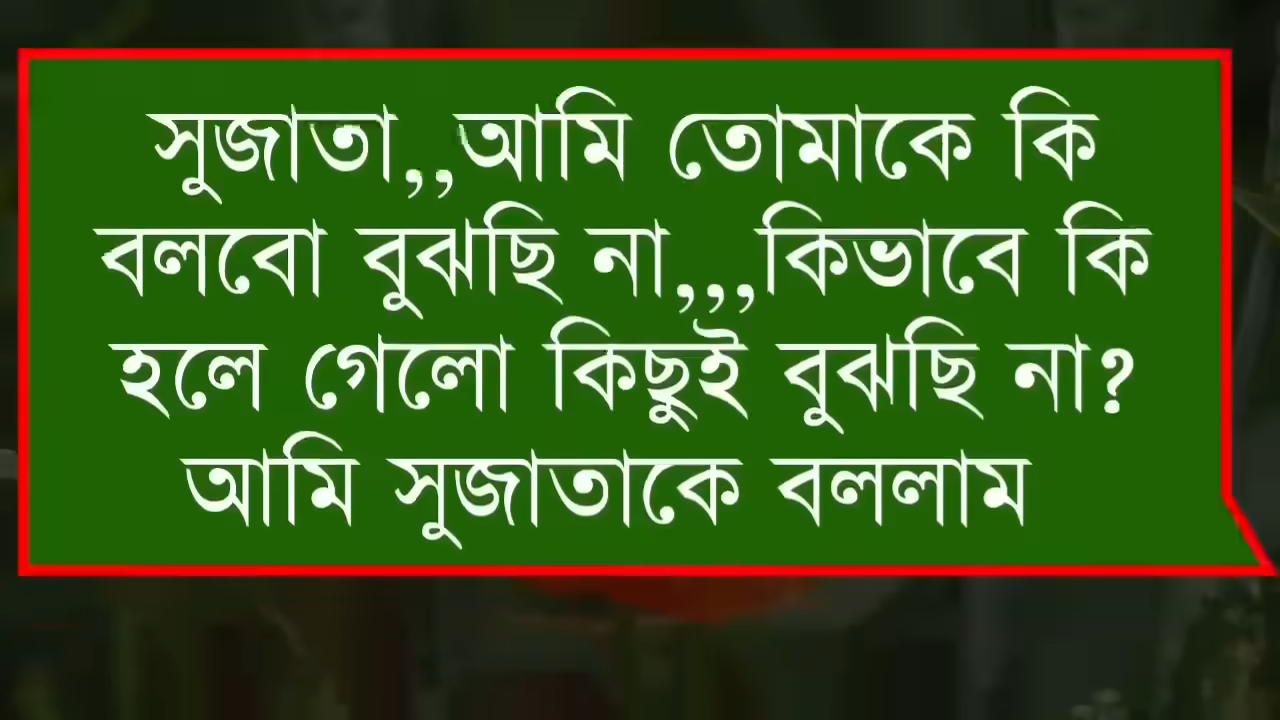 সুজাতা,,আমি তোমাকে কি
বলবো বুঝছি না,,,কিভাবে কি
হলে গেলো কিছুই বুঝছি না?
আমি সুজাতাকে বললাম